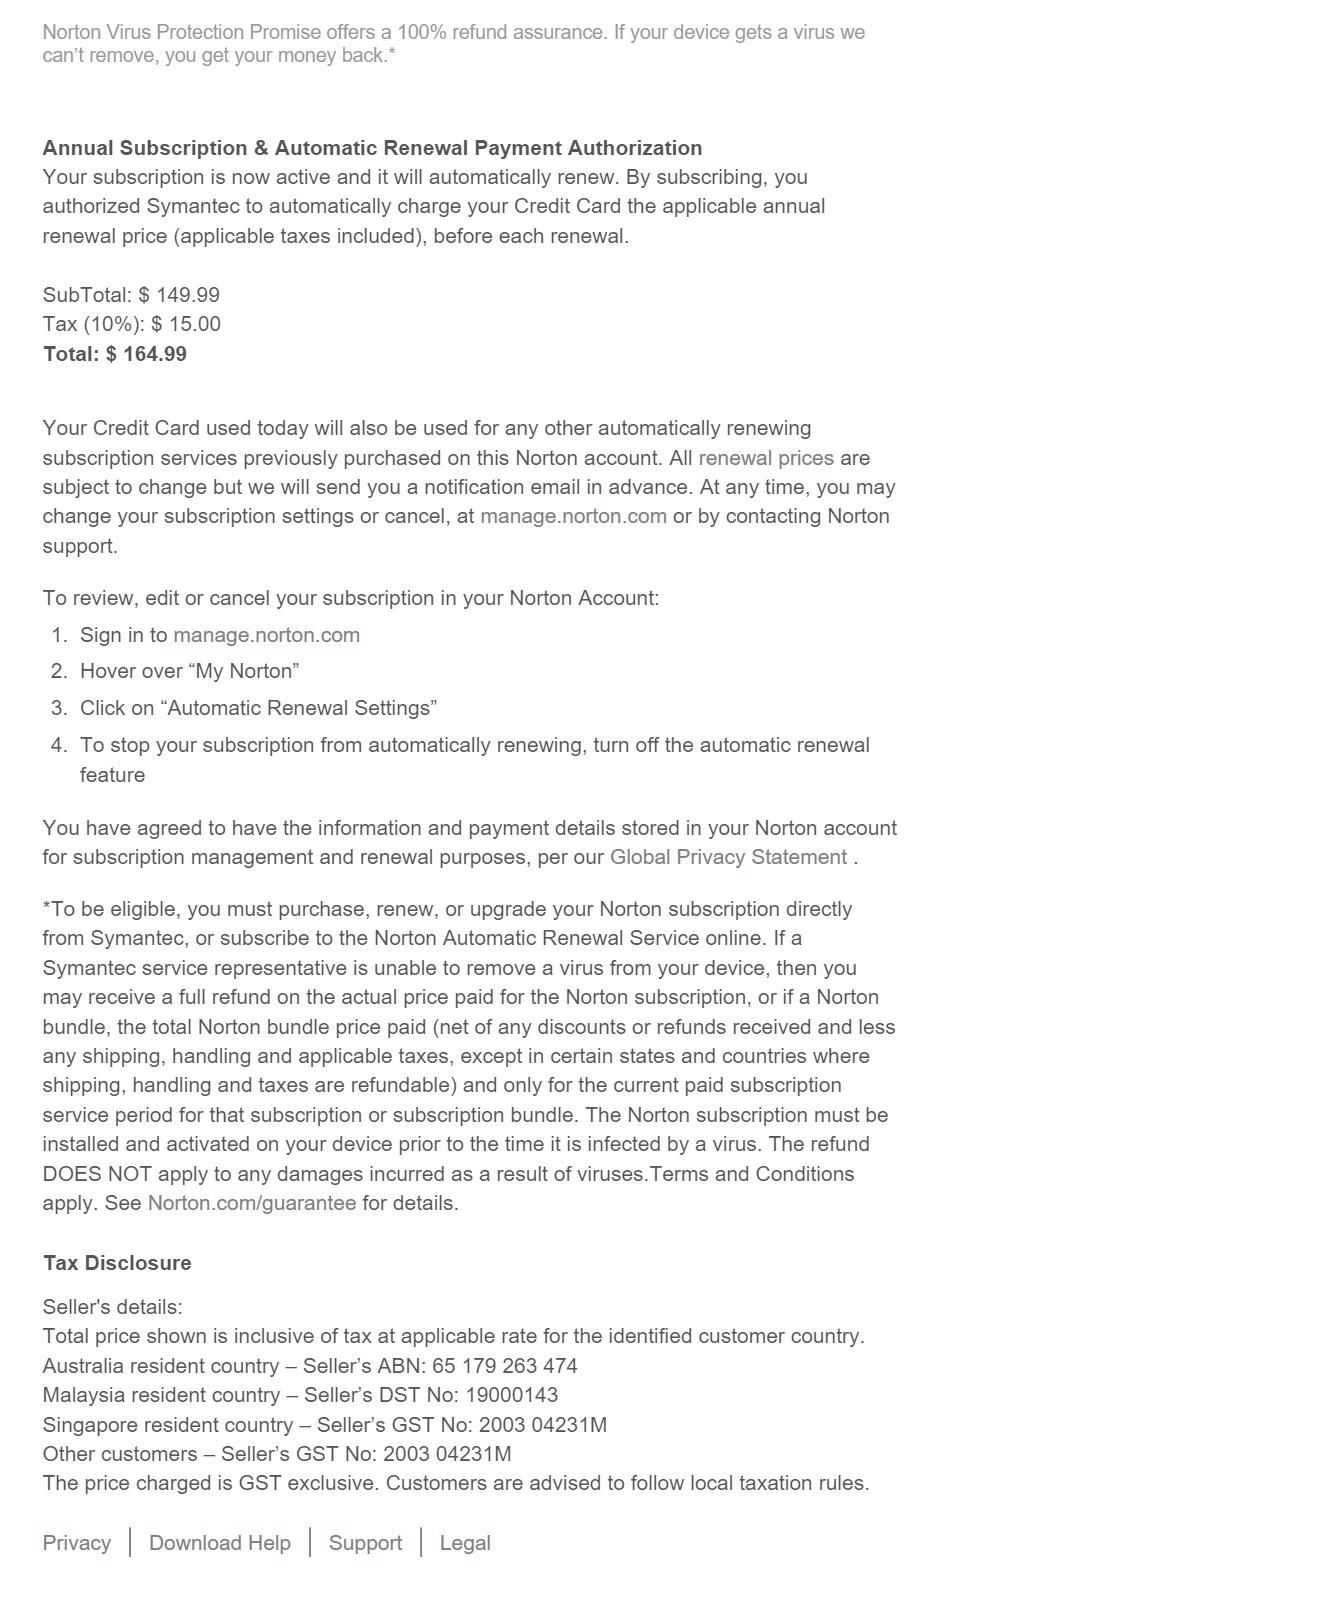 Norton Virus Protection Promise offers a 100% refund assurance. If your device gets a virus we
can’t remove, you get your money back.*
Annual Subscription & Automatic Renewal Payment Authorization
Your subscription is now active and it will automatically renew. By subscribing, you
authorized Symantec to automatically charge your Credit Card the applicable annual
renewal price (applicable taxes included), before each renewal.
SubTotal: $ 149.99
Tax (10%): $ 15.00
Total: $ 164.99
Your Credit Card used today will also be used for any other automatically renewing
subscription services previously purchased on this Norton account. All renewal prices are
subject to change but we will send you a notification email in advance. At any time, you may
change your subscription settings or cancel, at manage.norton.com or by contacting Norton
support.
To review, edit or cancel your subscription in your Norton Account:
1. Sign in to manage.norton.com
2. Hover over “My Norton”
3. Click on “Automatic Renewal Settings”
4. To stop your subscription from automatically renewing, turn off the automatic renewal
feature
You have agreed to have the information and payment details stored in your Norton account
for subscription management and renewal purposes, per our Global Privacy Statement .
*To be eligible, you must purchase, renew, or upgrade your Norton subscription directly
from Symantec, or subscribe to the Norton Automatic Renewal Service online. If a
Symantec service representative is unable to remove a virus from your device, then you
may receive a full refund on the actual price paid for the Norton subscription, or if a Norton
bundle, the total Norton bundle price paid (net of any discounts or refunds received and less
any shipping, handling and applicable taxes, except in certain states and countries where
shipping, handling and taxes are refundable) and only for the current paid subscription
service period for that subscription or subscription bundle. The Norton subscription must be
installed and activated on your device prior to the time it is infected by a virus. The refund
DOES NOT apply to any damages incurred as a result of viruses.Terms and Conditions
apply. See Norton.com/guarantee for details.
Tax Disclosure
Seller's details:
Total price shown is inclusive of tax at applicable rate for the identified customer country.
Australia resident country – Seller’s ABN: 65 179 263 474
Malaysia resident country – Seller’s DST No: 19000143
Singapore resident country – Seller’s GST No: 2003 04231M
Other customers – Seller’s GST No: 2003 04231M
The price charged is GST exclusive. Customers are advised to follow local taxation rules.
Privacy | Download Help | Support | Legal